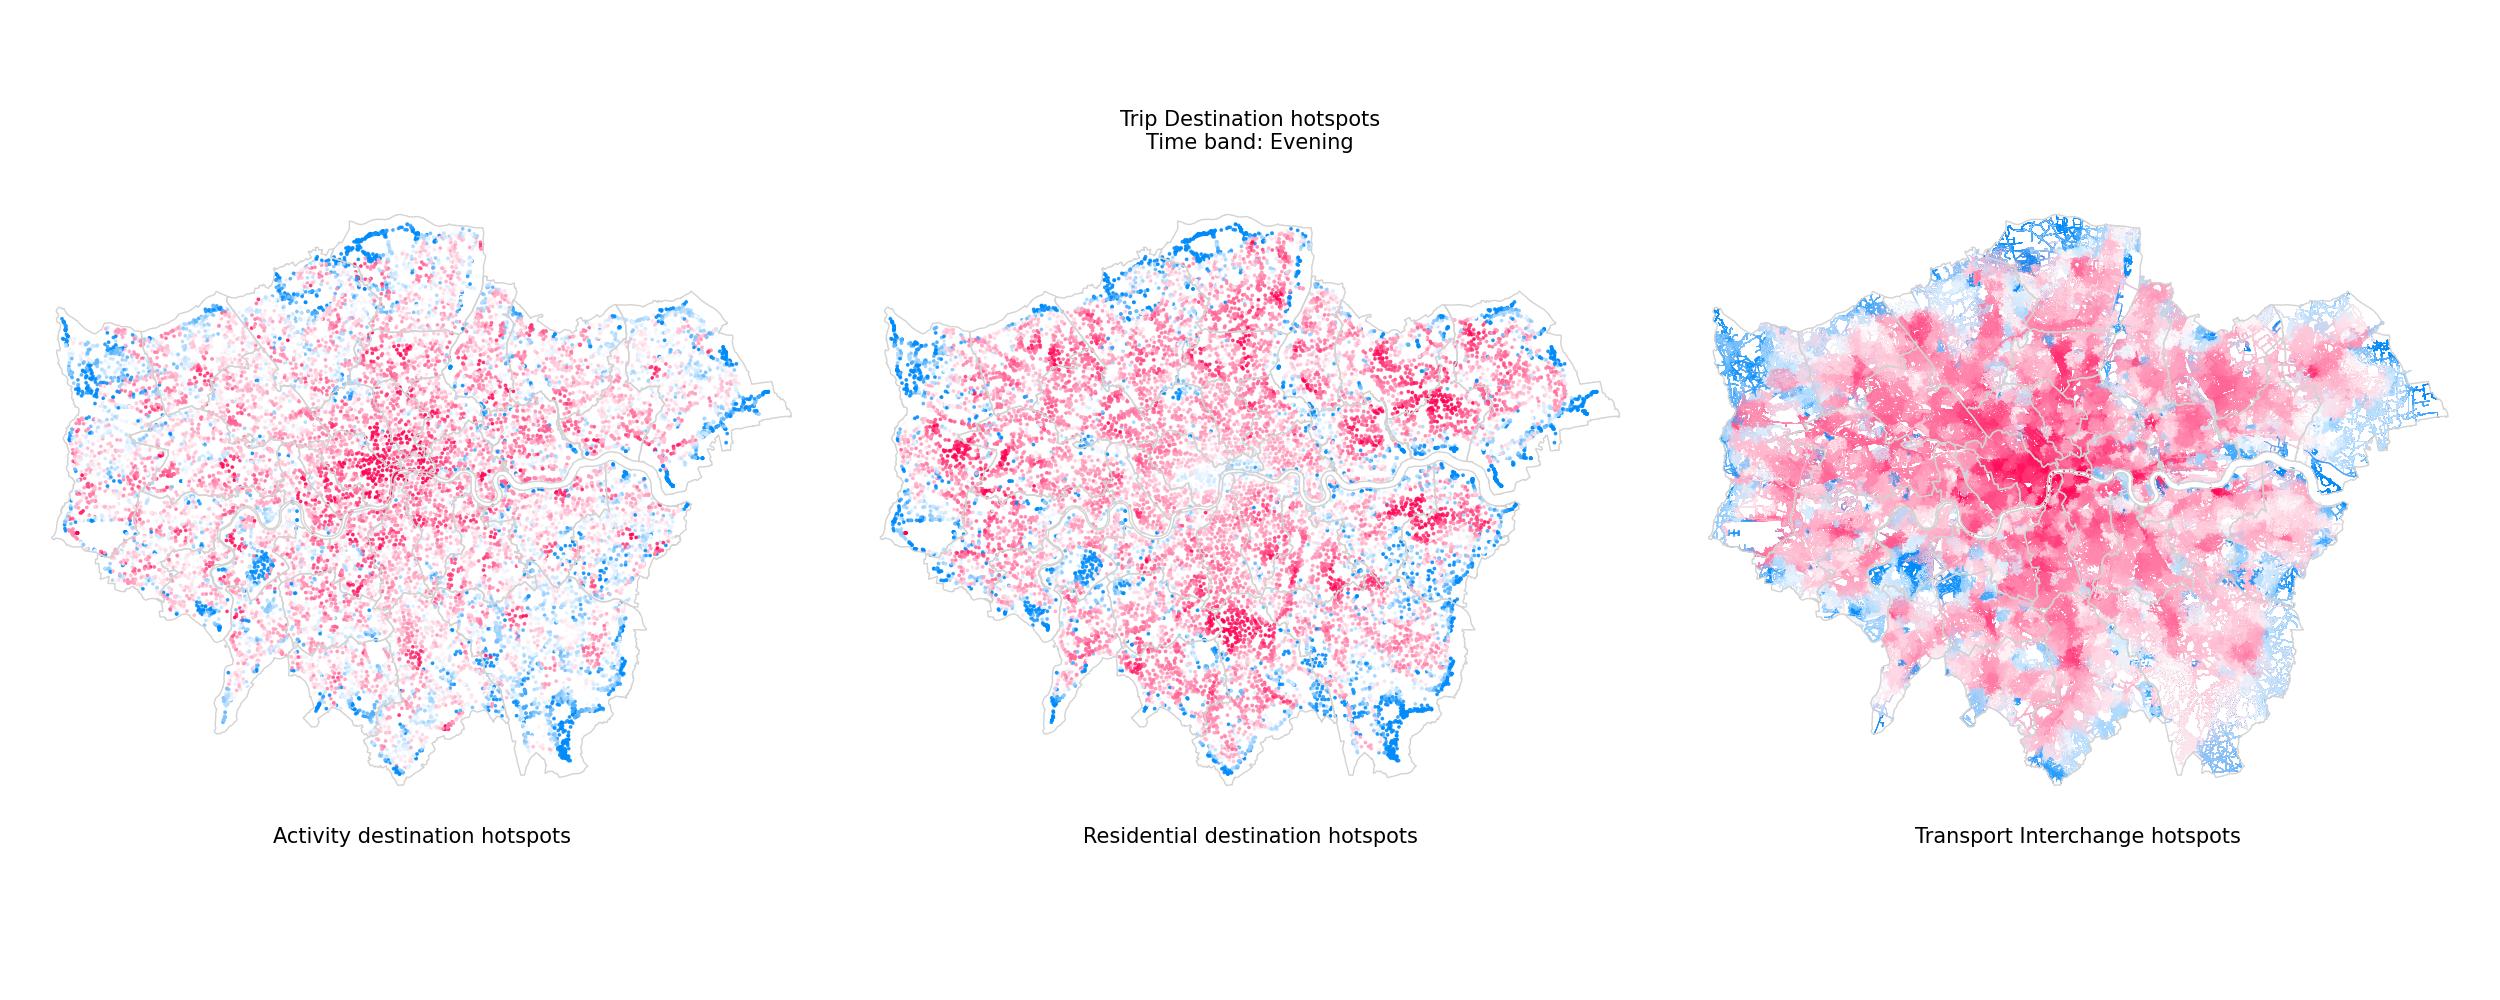 Trip Destination hotspots
Time band: Evening
Activity destination hotspots
Residential destination hotspots
Transport Interchange hotspots